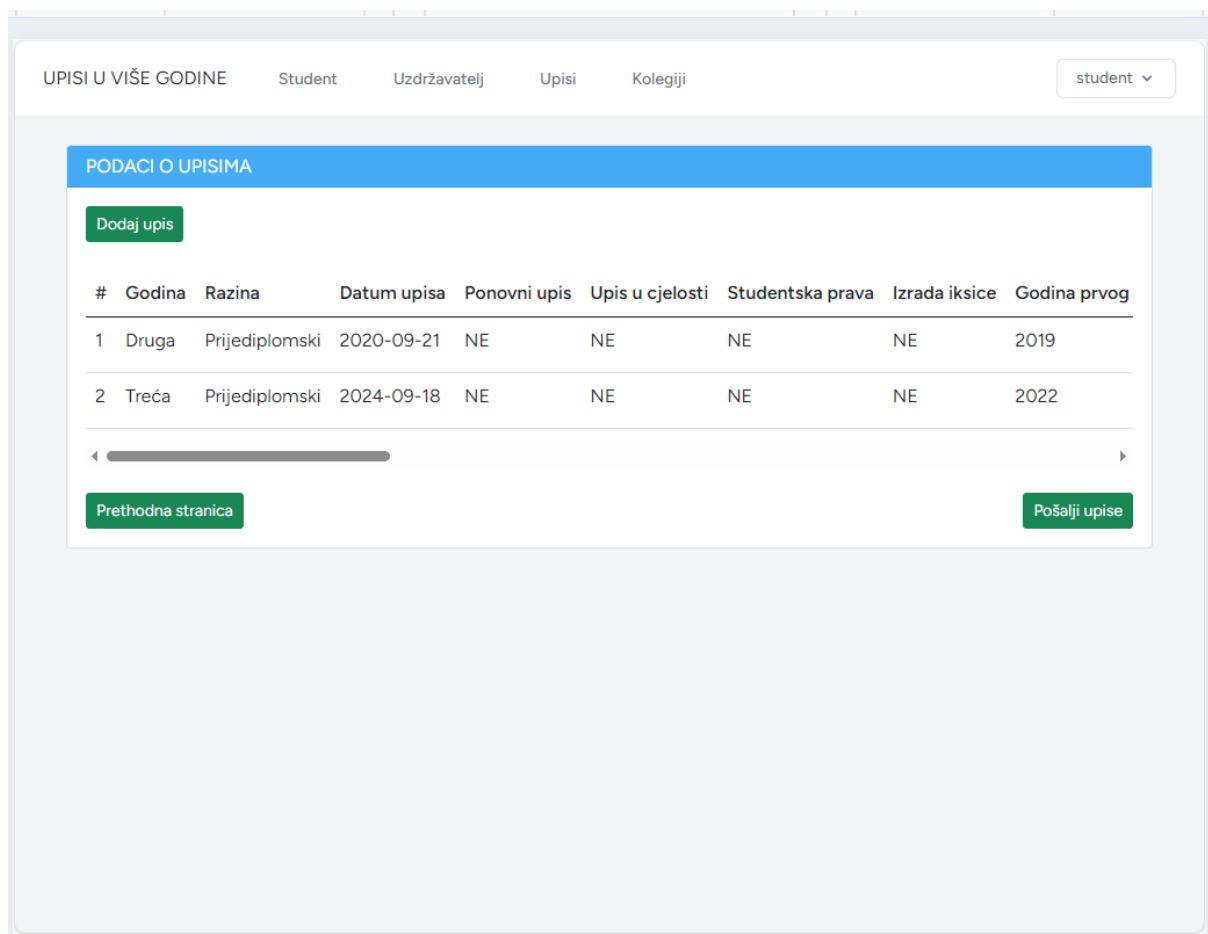 UPISI U VIŠE GODINE Student Uzdržavatelj Upisi Kolegiji student
PODACI O UPISIMA
Dodaj upis
# Godina Razina Datum upisa Ponovni upis Upis u cjelosti Studentska prava Izrada iksice Godina prvog
1 Druga Prijediplomski 2020-09-21 NE NE NE NE 2019
2 Treća Prijediplomski 2024-09-18 NE NE NE NE 2022
Prethodna stranica Pošalji upise